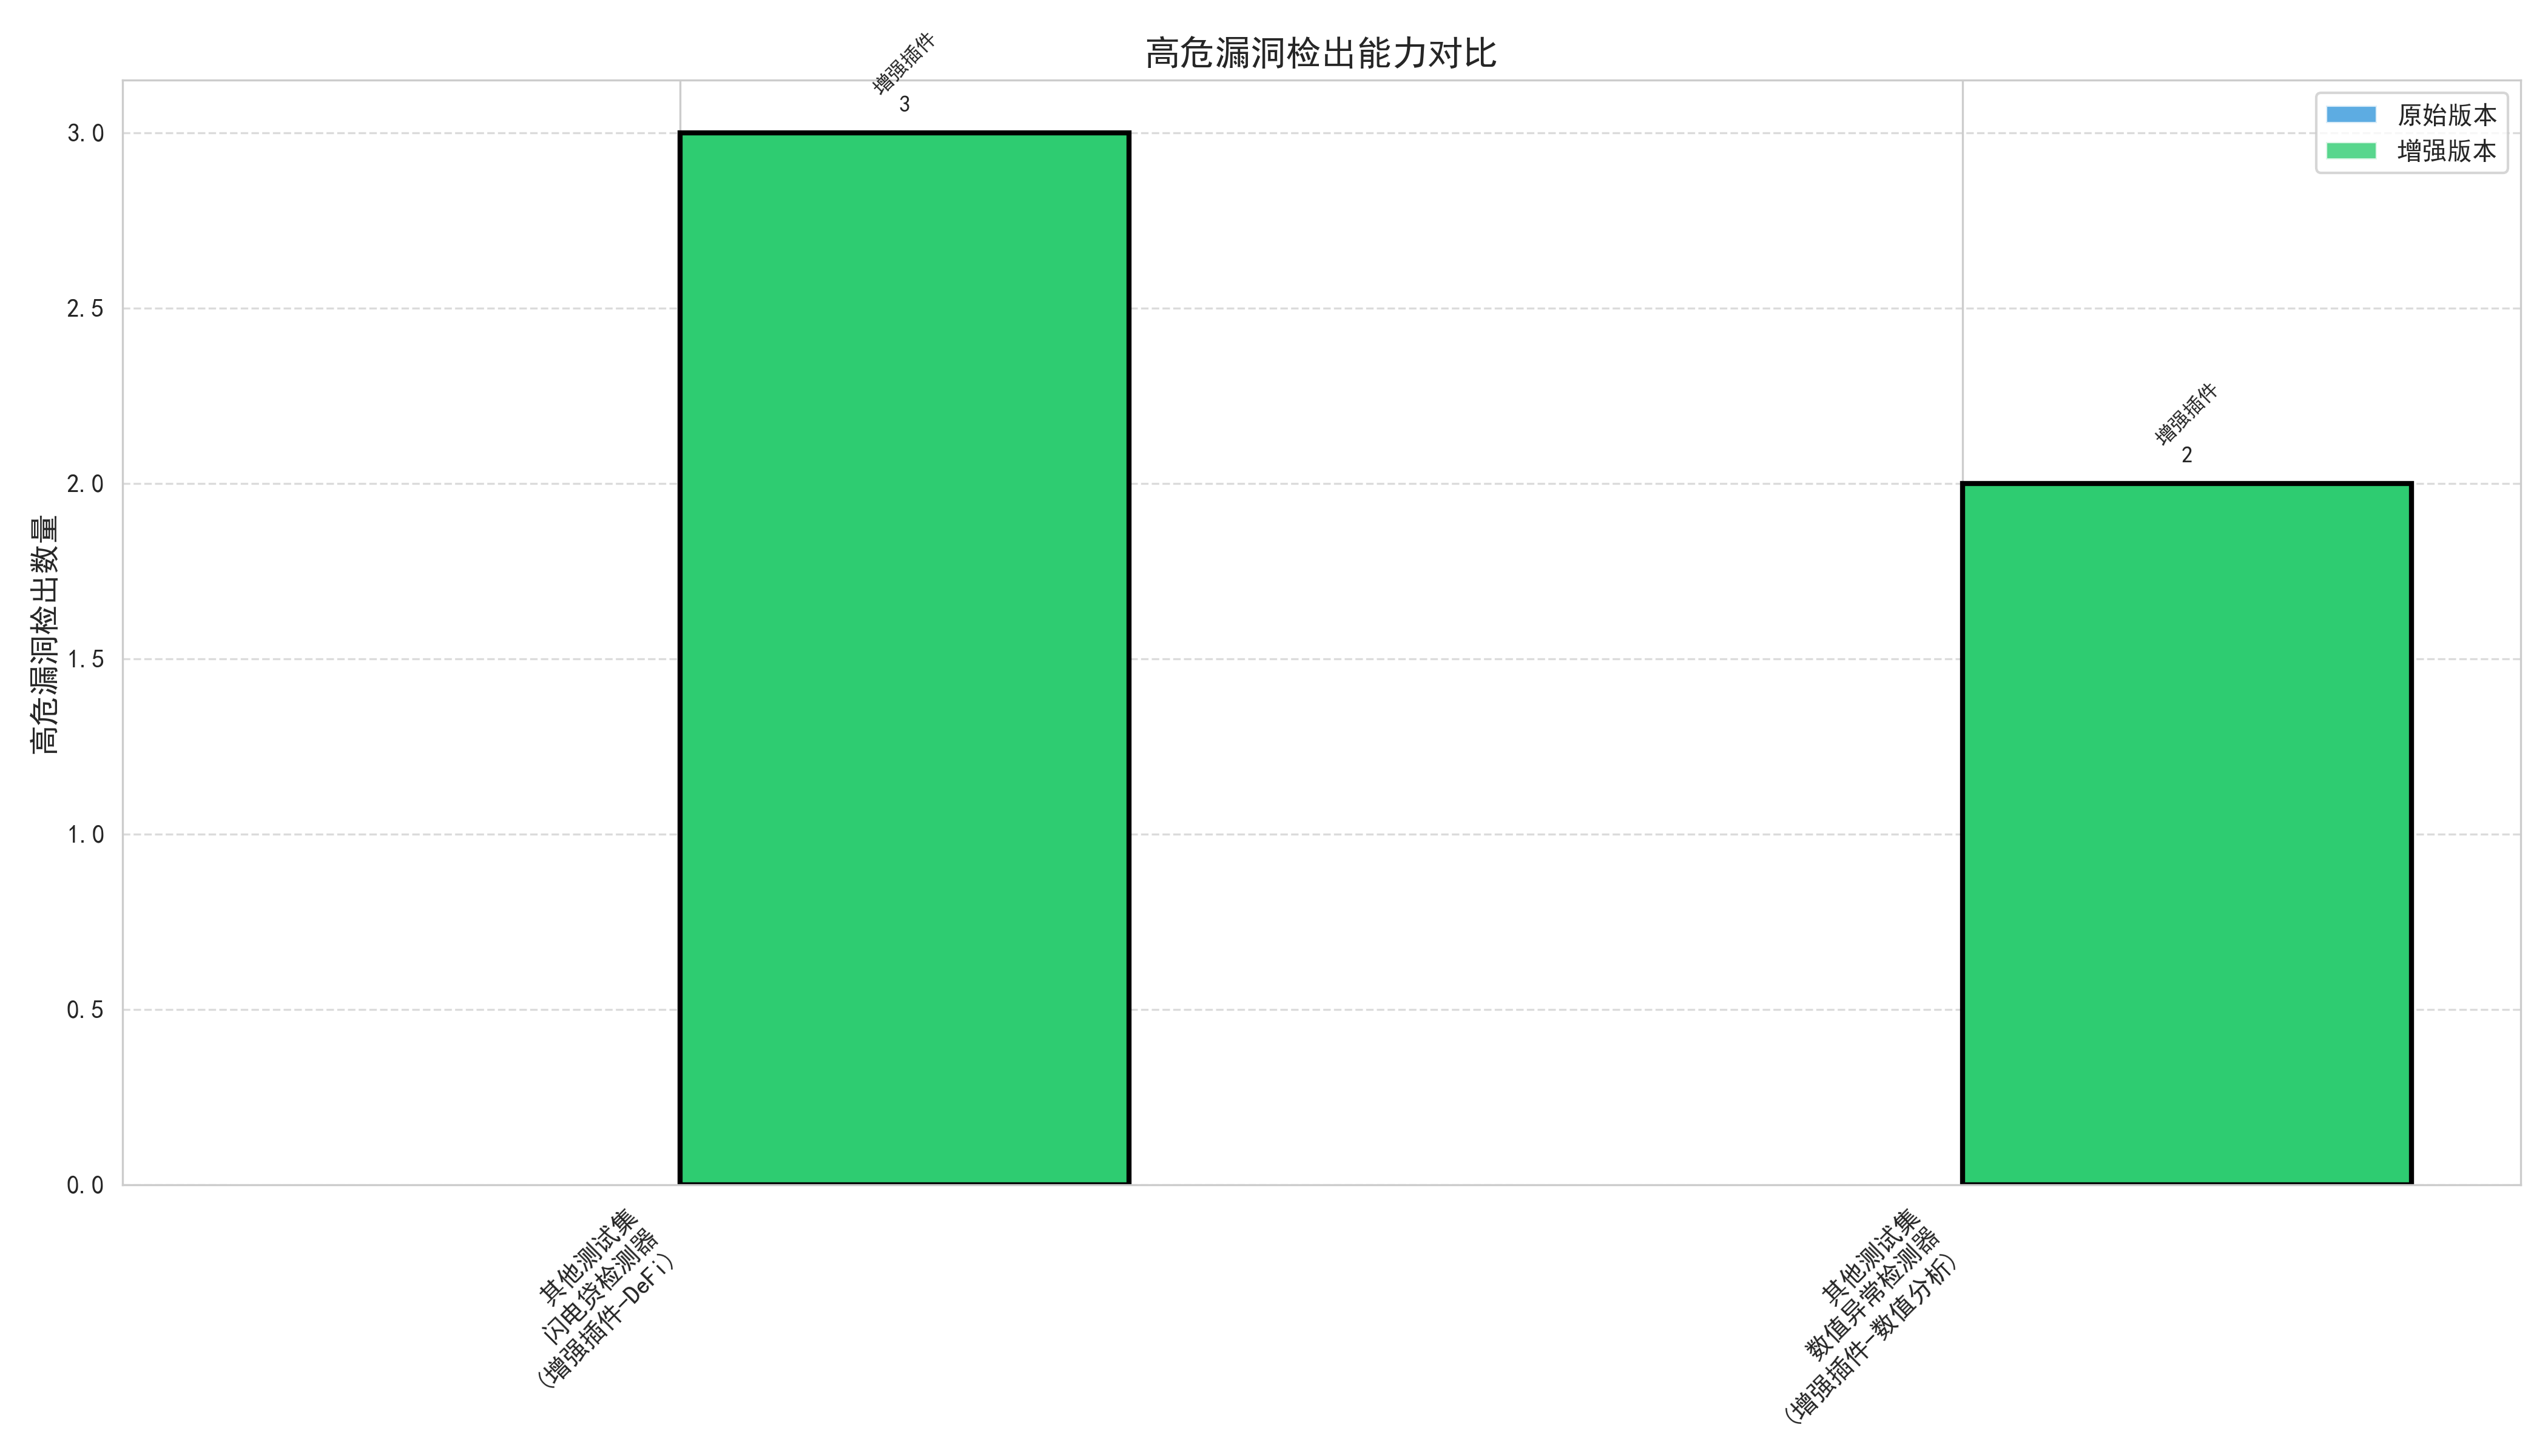 高危漏洞检出能力对比
原始版本
增强版本
高危漏洞检出数量
3.0
2.5
2.0
1.5
1.0
0.5
0.0
增强插件
3
增强插件
2
其他测试集
闪电贷检测器
(增强插件-DeFi)
其他测试集
数值异常检测器
(增强插件-数值分析)